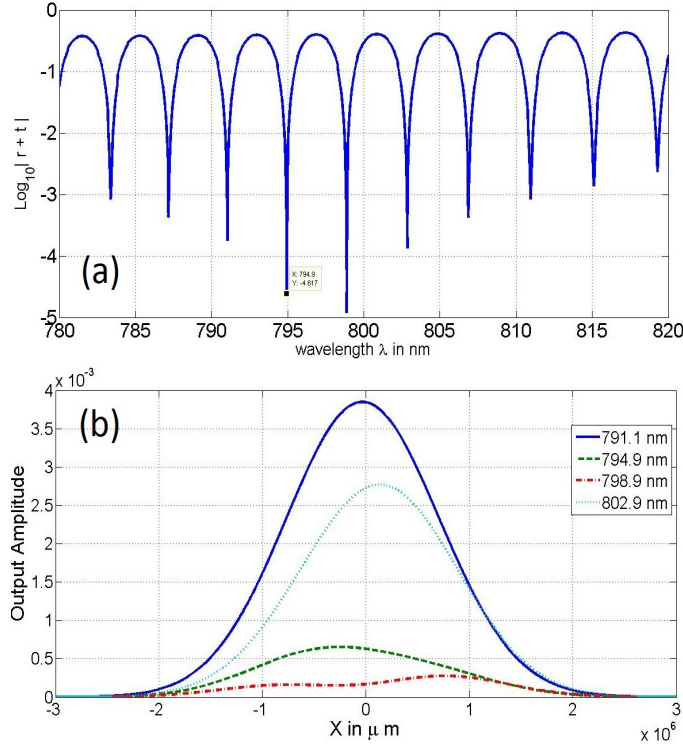 0
-1
-2
-3
-4
-5
Log10| r + t |
(a)
X: 794.9
Y: -4.617
780 785 790 795 800 805 810 815 820
wavelength λ in nm
x 10-3
4
3.5
3
2.5
2
1.5
1
0.5
0
Output Amplitude
(b)
791.1 nm
794.9 nm
798.9 nm
802.9 nm
-3 -2 -1 0 1 2 3
X in μ m
x 106